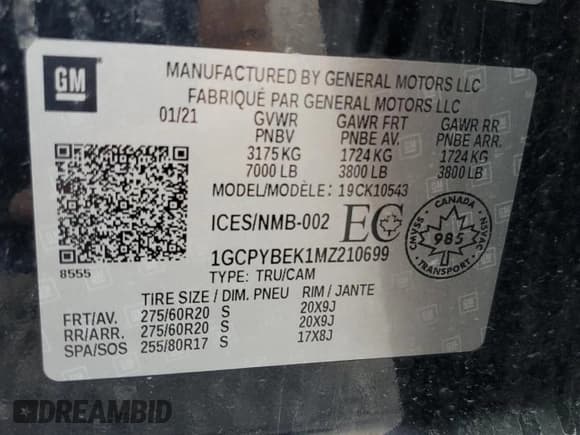 GM
MANUFACTURED BY GENERAL MOTORS LLC
FABRIQUÉ PAR GENERAL MOTORS LLC
01/21 GVWR GAWR FRT GAWR RR
PNBV PNBE AV. PNBE ARR.
3175 KG 1724 KG 1724 KG
7000 LB 3800 LB 3800 LB
MODEL/MODÈLE: 19CK10543
ICES/NMB-002 EC
CANADA
CMVSS 985 NSVAC
TRANSPORT
8555
1GCPYBEK1MZ210699
TYPE: TRU/CAM
TIRE SIZE / DIM. PNEU RIM / JANTE
FRT/AV. 275/60R20 S 20X9J
RR/ARR. 275/60R20 S 20X9J
SPA/SOS 255/80R17 S 17X8J
DREAMBID